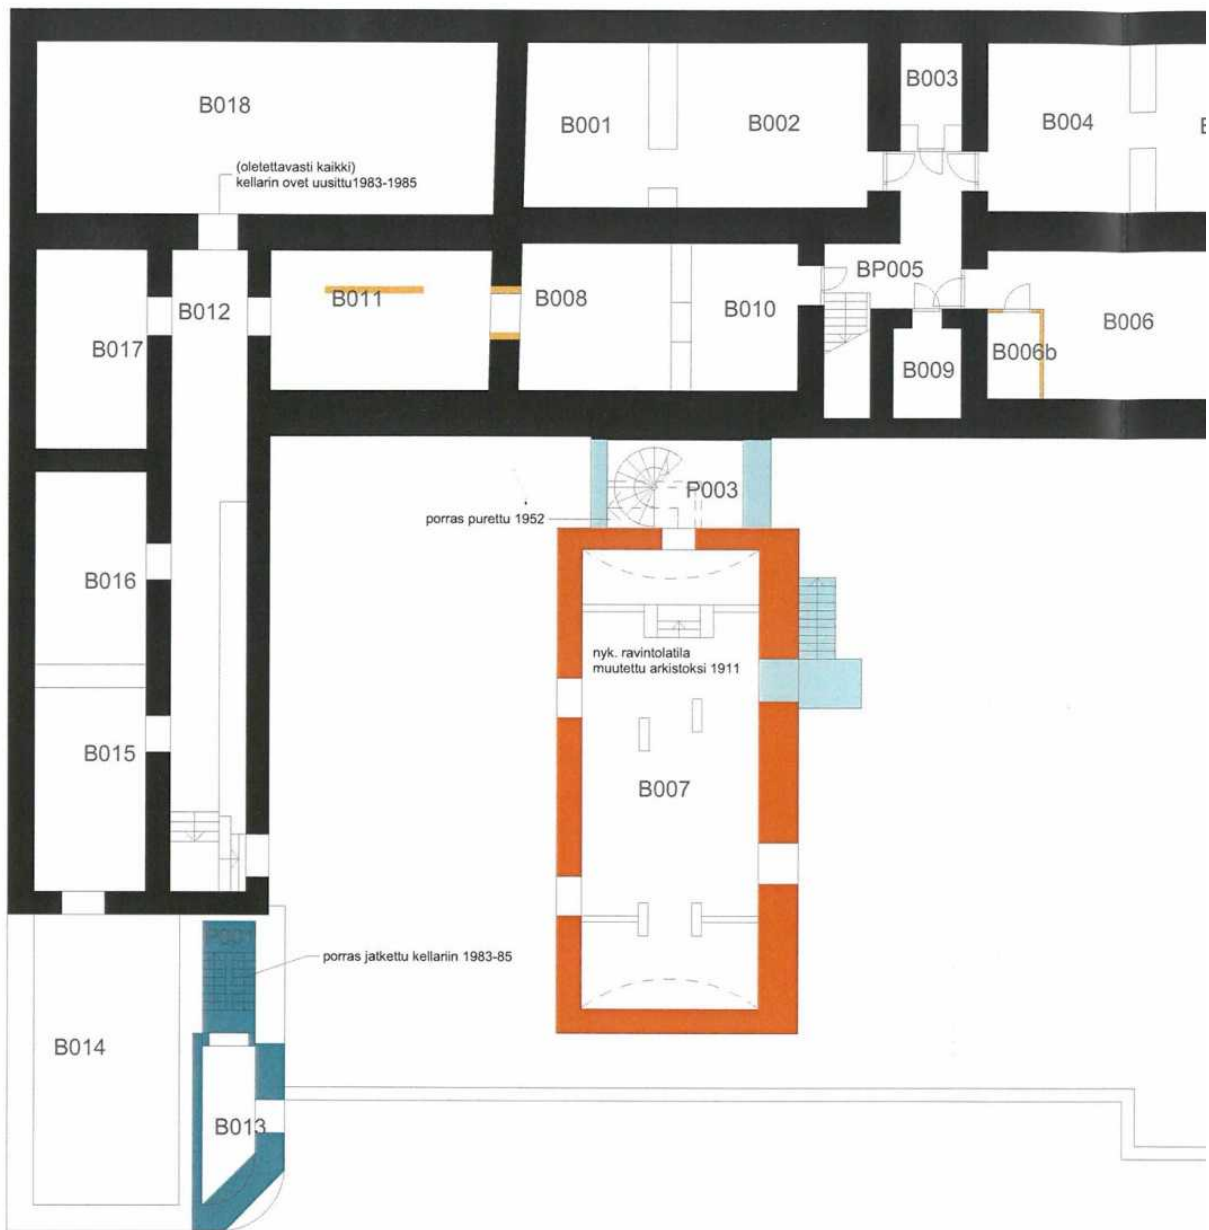 B018
B001
B002
B003
B004
(oletettavasti kaikki)
kellarin ovet uusittu1983-1985
B017
B012
B011
B008
B010
BP005
B009
B006b
B006
P003
porras purettu 1952
B016
nyk. ravintolatila
muutettu arkistoksi 1911
B015
B007
P001
porras jatkettu kellariin 1983-85
B014
B013